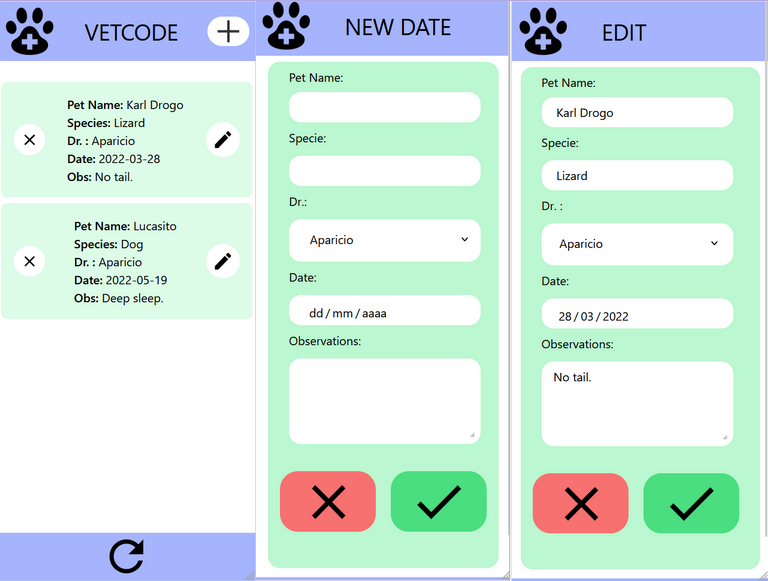 VETCODE
Pet Name: Karl Drogo
Species: Lizard
Dr. : Aparicio
Date: 2022-03-28
Obs: No tail.
Pet Name: Lucasito
Species: Dog
Dr. : Aparicio
Date: 2022-05-19
Obs: Deep sleep.
NEW DATE
Pet Name:
Specie:
Dr.:
Aparicio
Date:
dd / mm / aaaa
Observations:
EDIT
Pet Name:
Karl Drogo
Specie:
Lizard
Dr. :
Aparicio
Date:
28 / 03 / 2022
Observations:
No tail.